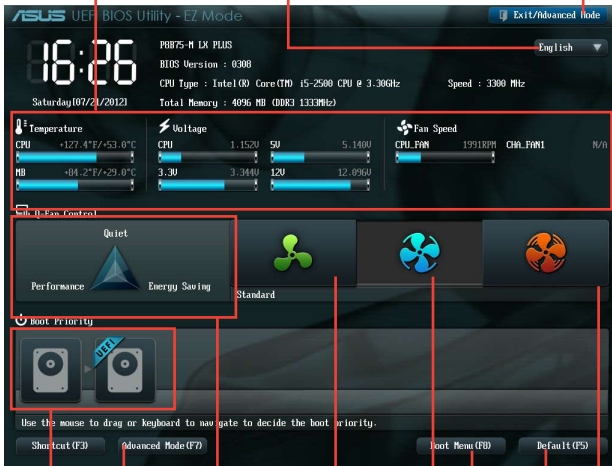 ASUS UEFI BIOS Utility - EZ Mode
Exit/Advanced Mode
16:26
Saturday[07/21/2012]
P8B75-M LX PLUS
BIOS Version : 0308
CPU Type : Intel(R) Core(TM) i5-2500 CPU @ 3.30GHz
Speed : 3300 MHz
Total Memory : 4096 MB (DDR3 1333MHz)
English
Temperature
CPU +127.4°F/+53.0°C
MB +84.2°F/+29.0°C
Voltage
CPU 1.152V 5V 5.140V
3.3V 3.344V 12V 12.096V
Fan Speed
CPU_FAN 1991RPM CHA_FAN1 N/A
Q-Fan Control
Quiet
Performance
Energy Saving
Standard
Boot Priority
UEFI
Use the mouse to drag or keyboard to navigate to decide the boot priority.
Shortcut(F3)
Advanced Mode(F7)
Boot Menu(F8)
Default(F5)